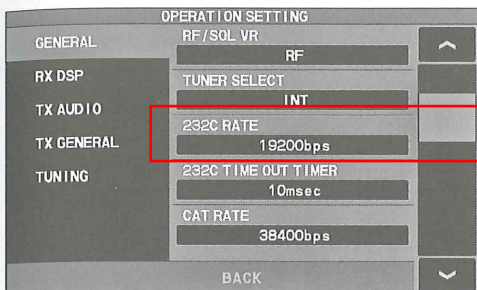 OPERATION SETTING
GENERAL
RX DSP
TX AUDIO
TX GENERAL
TUNING
RF/SQL VR
RF
TUNER SELECT
INT
232C RATE
19200bps
232C TIME OUT TIMER
10msec
CAT RATE
38400bps
BACK